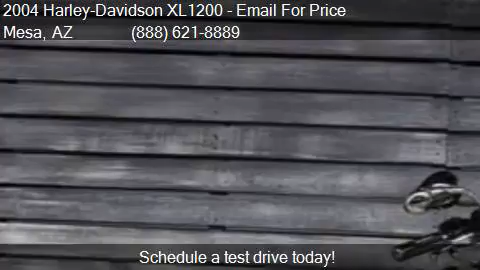 2004 Harley-Davidson XL1200 - Email For Price
Mesa, AZ (888) 621-8889
Schedule a test drive today!